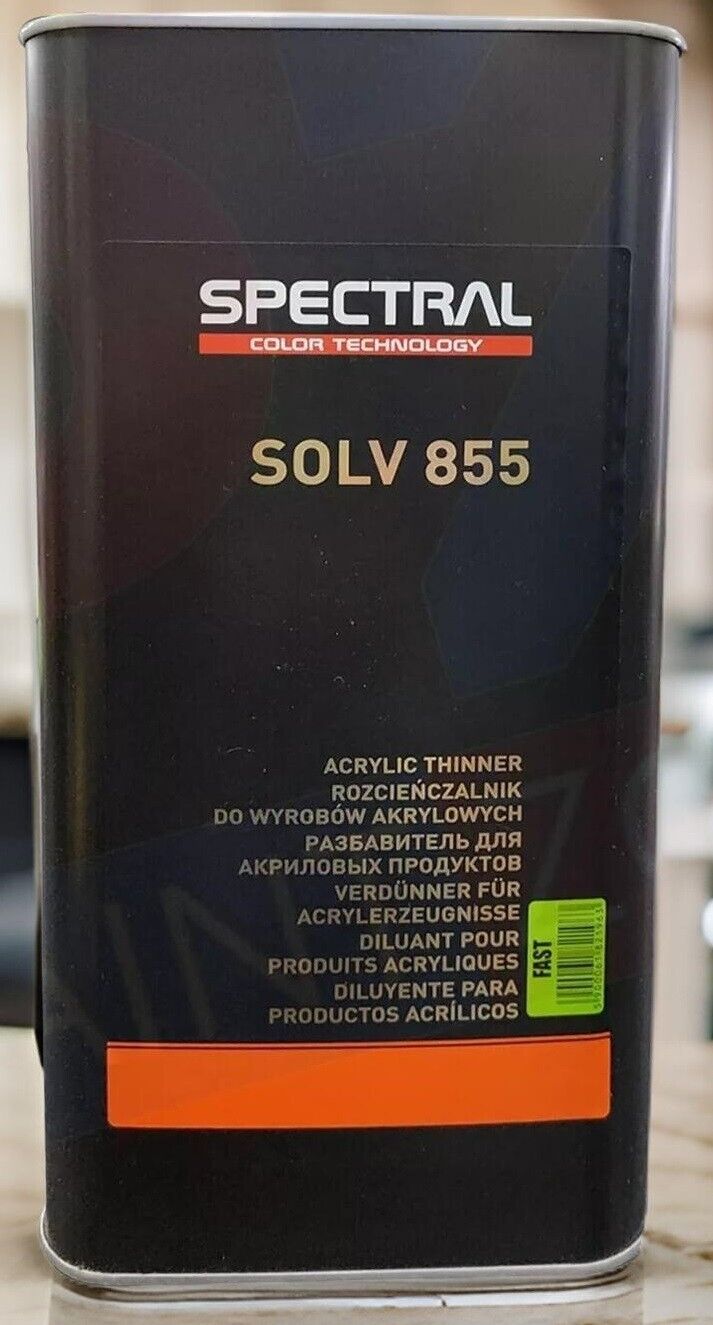 SPECTRAL
COLOR TECHNOLOGY
SOLV 855
ACRYLIC THINNER
ROZCIEŃCZALNIK
DO WYROBÓW AKRYLOWYCH
РАЗБАВИТЕЛЬ ДЛЯ
АКРИЛОВЫХ ПРОДУКТОВ
VERDÜNNER FÜR
ACRYLERZEUGNISSE
DILUANT POUR
PRODUITS ACRYLIQUES
DILUYENTE PARA
PRODUCTOS ACRÍLICOS
FAST